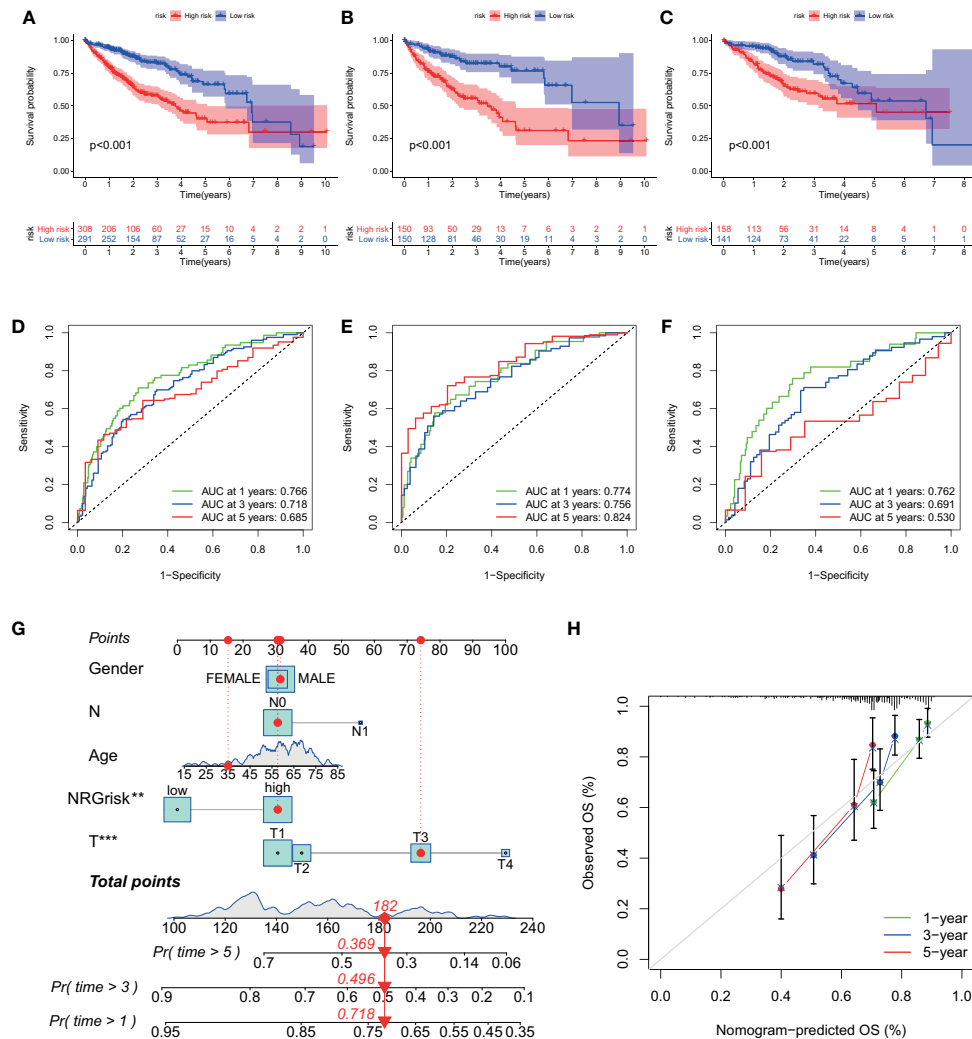 A
risk High risk Low risk
Survival probability
1.00
0.75
0.50
0.25
0.00
p<0.001
0 1 2 3 4 5 6 7 8 9 10
Time(years)
risk
High risk 308 206 106 60 27 15 10 4 2 2 1
Low risk 291 252 154 87 52 27 16 5 4 2 0
0 1 2 3 4 5 6 7 8 9 10
Time(years)
B
risk High risk Low risk
Survival probability
1.00
0.75
0.50
0.25
0.00
p<0.001
0 1 2 3 4 5 6 7 8 9 10
Time(years)
risk
High risk 150 93 50 29 13 7 6 3 2 2 1
Low risk 150 128 81 46 30 19 11 4 3 2 0
0 1 2 3 4 5 6 7 8 9 10
Time(years)
C
risk High risk Low risk
Survival probability
1.00
0.75
0.50
0.25
0.00
p<0.001
0 1 2 3 4 5 6 7 8
Time(years)
risk
High risk 158 113 56 31 14 8 4 1 0
Low risk 141 124 73 41 22 8 5 1 1
0 1 2 3 4 5 6 7 8
Time(years)
D
Sensitivity
1.0
0.8
0.6
0.4
0.2
0.0
AUC at 1 years: 0.766
AUC at 3 years: 0.718
AUC at 5 years: 0.685
0.0 0.2 0.4 0.6 0.8 1.0
1-Specificity
E
Sensitivity
1.0
0.8
0.6
0.4
0.2
0.0
AUC at 1 years: 0.774
AUC at 3 years: 0.756
AUC at 5 years: 0.824
0.0 0.2 0.4 0.6 0.8 1.0
1-Specificity
F
Sensitivity
1.0
0.8
0.6
0.4
0.2
0.0
AUC at 1 years: 0.762
AUC at 3 years: 0.691
AUC at 5 years: 0.530
0.0 0.2 0.4 0.6 0.8 1.0
1-Specificity
G
Points
0 10 20 30 40 50 60 70 80 90 100
Gender
FEMALE MALE
N
N0
N1
Age
15 25 35 45 55 65 75 85
NRGrisk**
low high
T***
T1 T3
T2 T4
Total points
182
100 120 140 160 180 200 220 240
0.369
Pr( time > 5 )
0.7 0.5 0.3 0.14 0.06
0.496
Pr( time > 3 )
0.9 0.8 0.7 0.6 0.5 0.4 0.3 0.2 0.1
0.718
Pr( time > 1 )
0.95 0.85 0.75 0.65 0.55 0.45 0.35
H
Observed OS (%)
1.0
0.8
0.6
0.4
0.2
0.0
1-year
3-year
5-year
0.0 0.2 0.4 0.6 0.8 1.0
Nomogram-predicted OS (%)